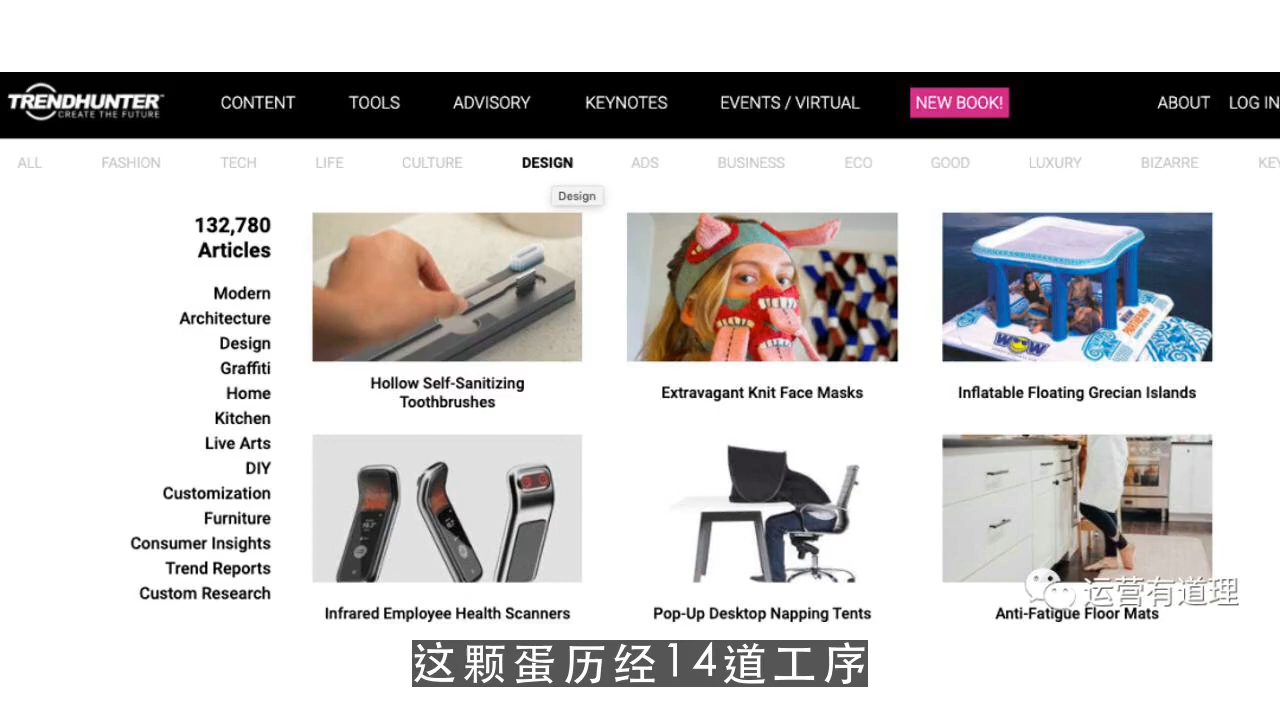 TRENDHUNTER
CREATE THE FUTURE
CONTENT
TOOLS
ADVISORY
KEYNOTES
EVENTS / VIRTUAL
NEW BOOK!
ABOUT
LOG IN
ALL
FASHION
TECH
LIFE
CULTURE
DESIGN
ADS
BUSINESS
ECO
GOOD
LUXURY
BIZARRE
KEY
Design
132,780
Articles
Modern
Architecture
Design
Graffiti
Home
Kitchen
Live Arts
DIY
Customization
Furniture
Consumer Insights
Trend Reports
Custom Research
Hollow Self-Sanitizing
Toothbrushes
Extravagant Knit Face Masks
WOW
Inflatable Floating Grecian Islands
Infrared Employee Health Scanners
Pop-Up Desktop Napping Tents
Anti-Fatigue Floor Mats
运营有道理
这颗蛋历经14道工序